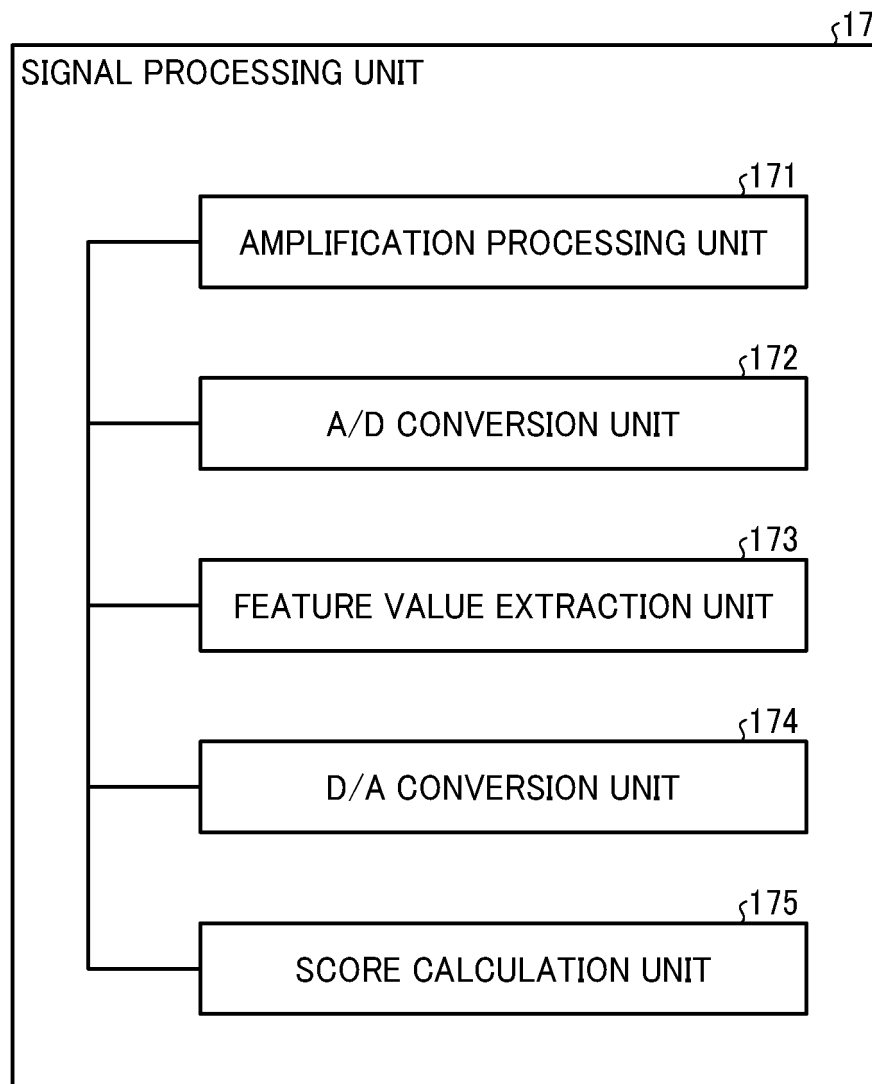 17
SIGNAL PROCESSING UNIT
171
AMPLIFICATION PROCESSING UNIT
172
A/D CONVERSION UNIT
173
FEATURE VALUE EXTRACTION UNIT
174
D/A CONVERSION UNIT
175
SCORE CALCULATION UNIT